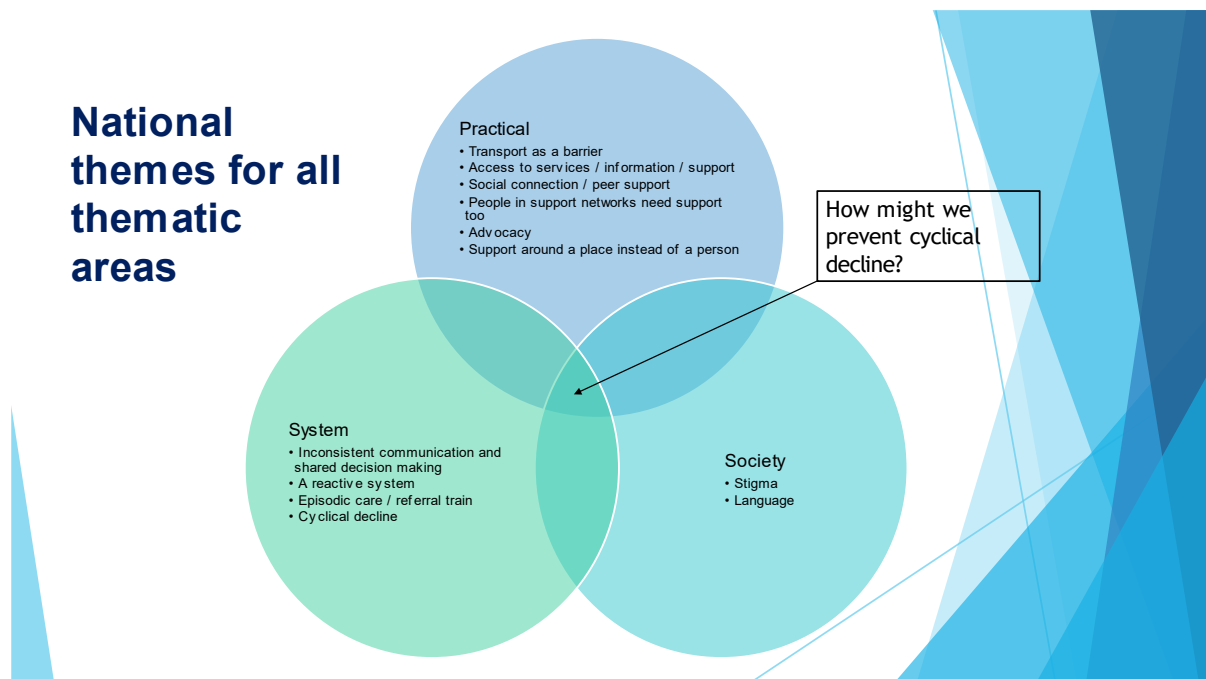 National
themes for all
thematic
areas
Practical
• Transport as a barrier
• Access to services / information / support
• Social connection / peer support
• People in support networks need support
too
• Advocacy
• Support around a place instead of a person
How might we
prevent cyclical
decline?
System
• Inconsistent communication and
shared decision making
• A reactive system
• Episodic care / referral train
• Cyclical decline
Society
• Stigma
• Language